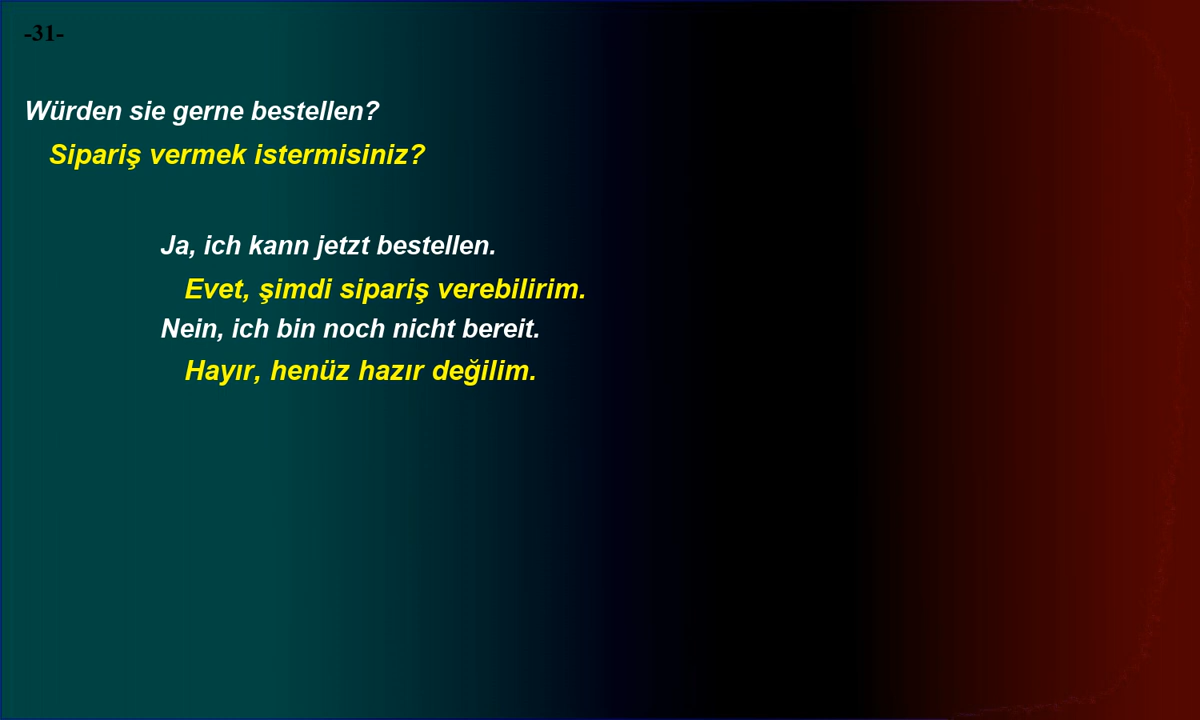 -31-
Würden sie gerne bestellen?
Sipariş vermek istermisiniz?
Ja, ich kann jetzt bestellen.
Evet, şimdi sipariş verebilirim.
Nein, ich bin noch nicht bereit.
Hayır, henüz hazır değilim.